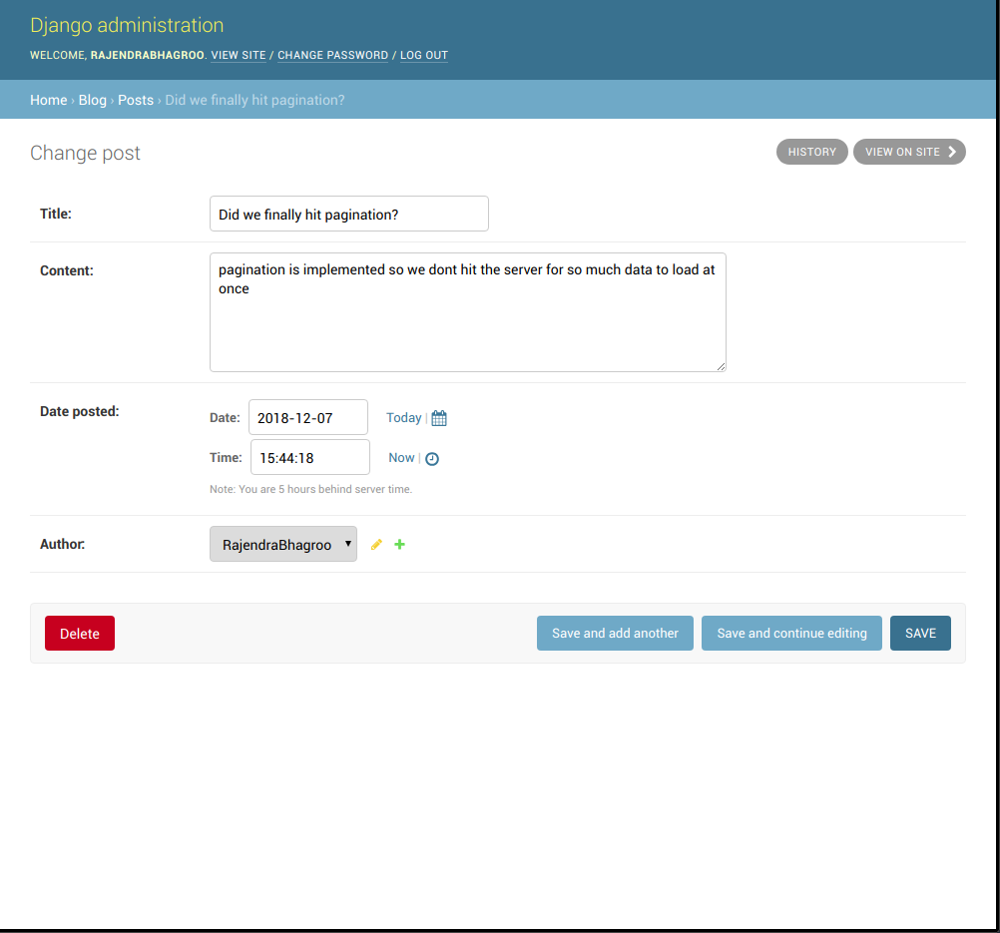 Django administration
WELCOME, RAJENDRABHAGROO. VIEW SITE / CHANGE PASSWORD / LOG OUT
Home › Blog › Posts › Did we finally hit pagination?
Change post
HISTORY
VIEW ON SITE
Title:
Did we finally hit pagination?
Content:
pagination is implemented so we dont hit the server for so much data to load at
once
Date posted:
Date: 2018-12-07 Today |
Time: 15:44:18 Now |
Note: You are 5 hours behind server time.
Author:
RajendraBhagroo
Delete
Save and add another
Save and continue editing
SAVE